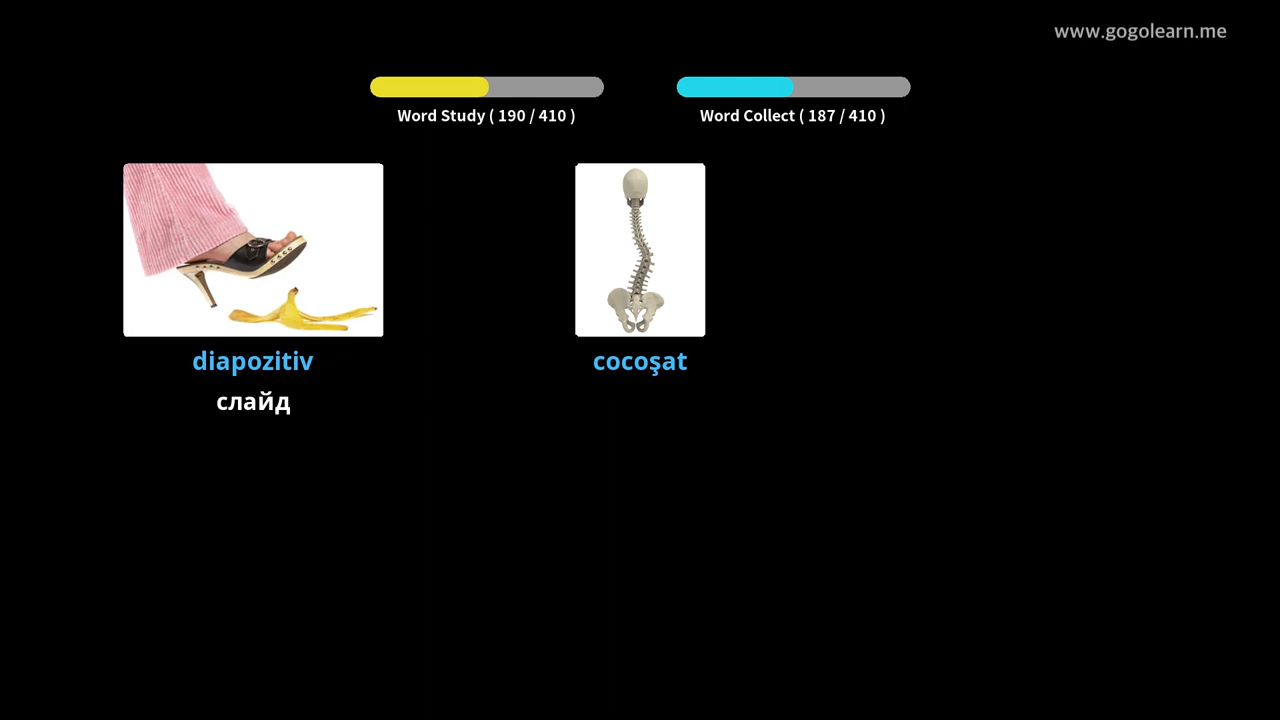 www.gogolearn.me
Word Study ( 190 / 410 )
Word Collect ( 187 / 410 )
diapozitiv
cocoşat
слайд